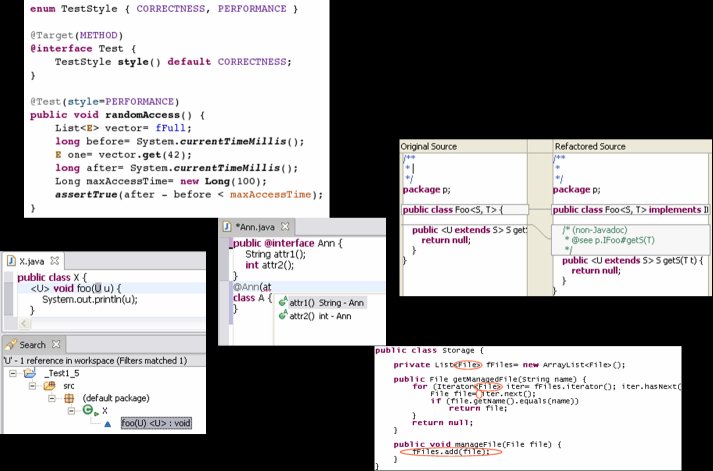 enum TestStyle { CORRECTNESS, PERFORMANCE }
@Target(METHOD)
@interface Test {
TestStyle style() default CORRECTNESS;
}
@Test(style=PERFORMANCE)
public void randomAccess() {
List<E> vector= fFull;
long before= System.currentTimeMillis();
E one= vector.get(42);
long after= System.currentTimeMillis();
Long maxAccessTime= new Long(100);
assertTrue(after - before < maxAccessTime);
}
Original Source
/**
*
*/
package p;
public class Foo<S, T> {
public <U extends S> S getS
return null;
}
}
Refactored Source
/**
*
*/
package p;
public class Foo<S, T> implements I
/* (non-Javadoc)
* @see p.IFoo#getS(T)
*/
public <U extends S> S getS(T t) {
return null;
}
}
*Ann.java
public @interface Ann {
String attr1();
int attr2();
}
@Ann(at
class A {
}
attr1() String - Ann
attr2() int - Ann
X.java
public class X {
<U> void foo(U u) {
System.out.println(u);
}
}
Search
'U' - 1 reference in workspace (Filters matched 1)
_Test1_5
src
(default package)
X
foo(U) <U> : void
public class Storage {
private List<File> fFiles= new ArrayList<File>();
public File getManagedFile(String name) {
for (Iterator<File> iter= fFiles.iterator(); iter.hasNext(
File file= iter.next();
if (file.getName().equals(name))
return file;
}
return null;
}
public void manageFile(File file) {
fFiles.add(file);
}
}